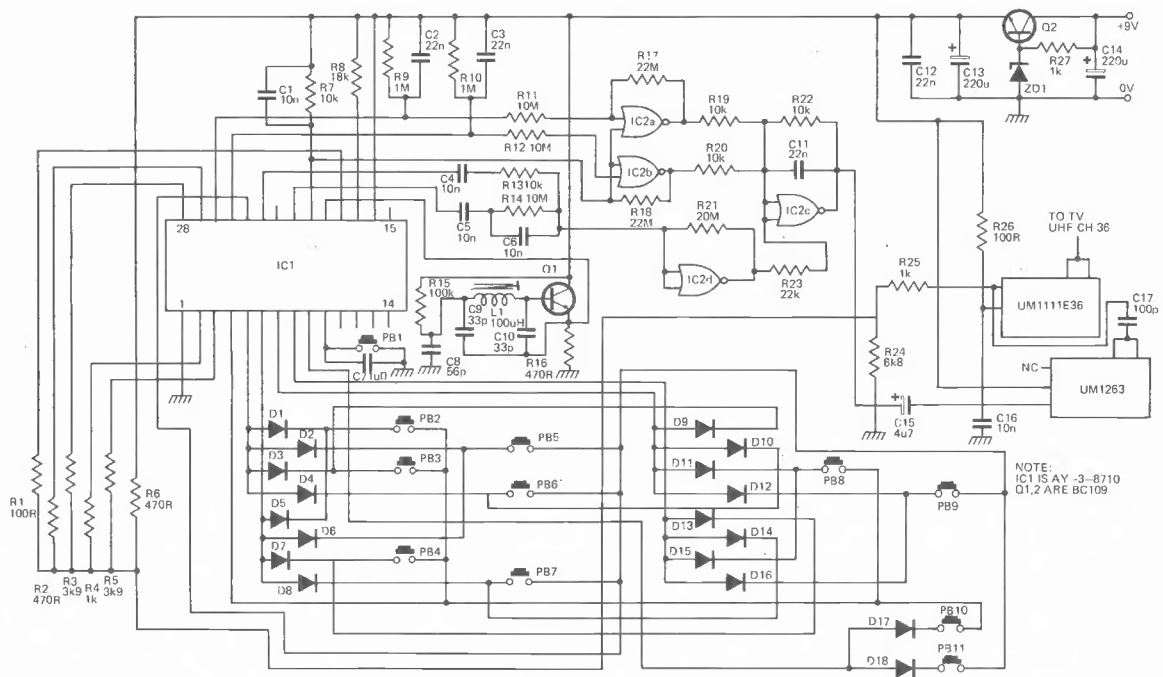 C2
22n
C3
22n
R17
22M
Q2
+9V
R27
1k
C14
220u
+
C12
22n
+
C13
220u
ZD1
0V
R8
18k
R9
1M
R10
1M
C1
10n
R7
10k
R11
10M
R12 10M
IC2a
R19
10k
R22
10k
C11
22n
C4
10n
R13 10k
R14 10M
IC2b
R20
10k
R18
22M
IC2c
C5
10n
C6
10n
R21
20M
IC2d
R23
22k
28
15
IC1
1
14
R15
100k
Q1
C9
33p
L1
100uH
C10
33p
C8
56p
R16
470R
PB1
C7 1u0
R26
100R
TO TV
UHF CH 36
R25
1k
UM1111E36
C17
100p
R24
6k8
NC
UM1263
+
C15
4u7
C16
10n
D1
D2
D3
D4
D5
D6
D7
D8
PB2
PB3
PB4
PB5
PB6
PB7
D9
D10
D11
D12
D13
D14
D15
D16
PB8
PB9
NOTE:
IC1 IS AY -3-8710
Q1,2 ARE BC109
R1
100R
R2
470R
R3
3k9
R4
1k
R5
3k9
R6
470R
D17
PB10
D18
PB11